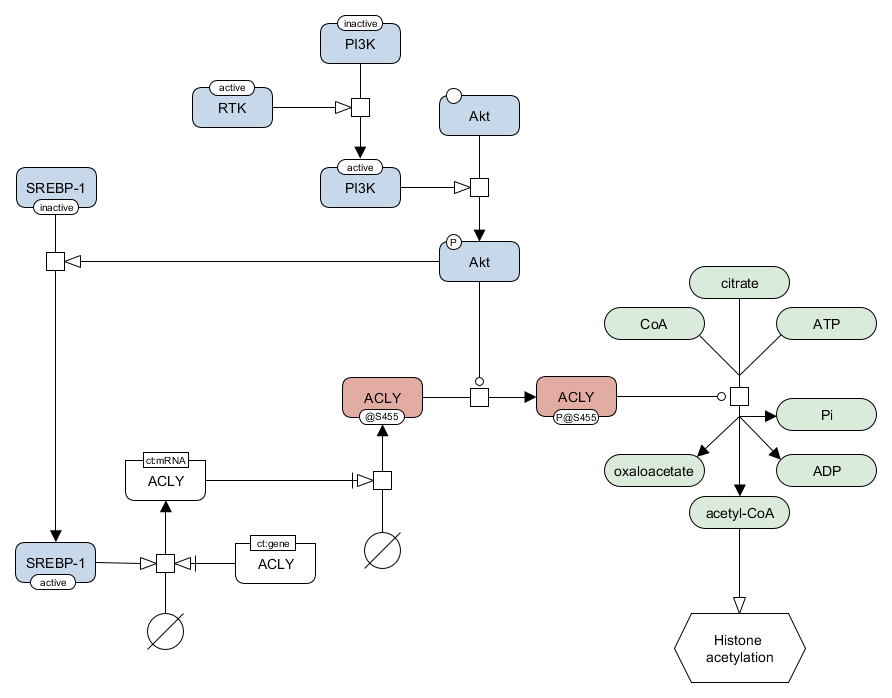 inactive
PI3K
active
RTK
Akt
active
PI3K
SREBP-1
inactive
P
Akt
citrate
CoA
ATP
ACLY
@S455
ACLY
P@S455
Pi
oxaloacetate
ADP
ct:mRNA
ACLY
acetyl-CoA
ct:gene
ACLY
SREBP-1
active
Histone
acetylation